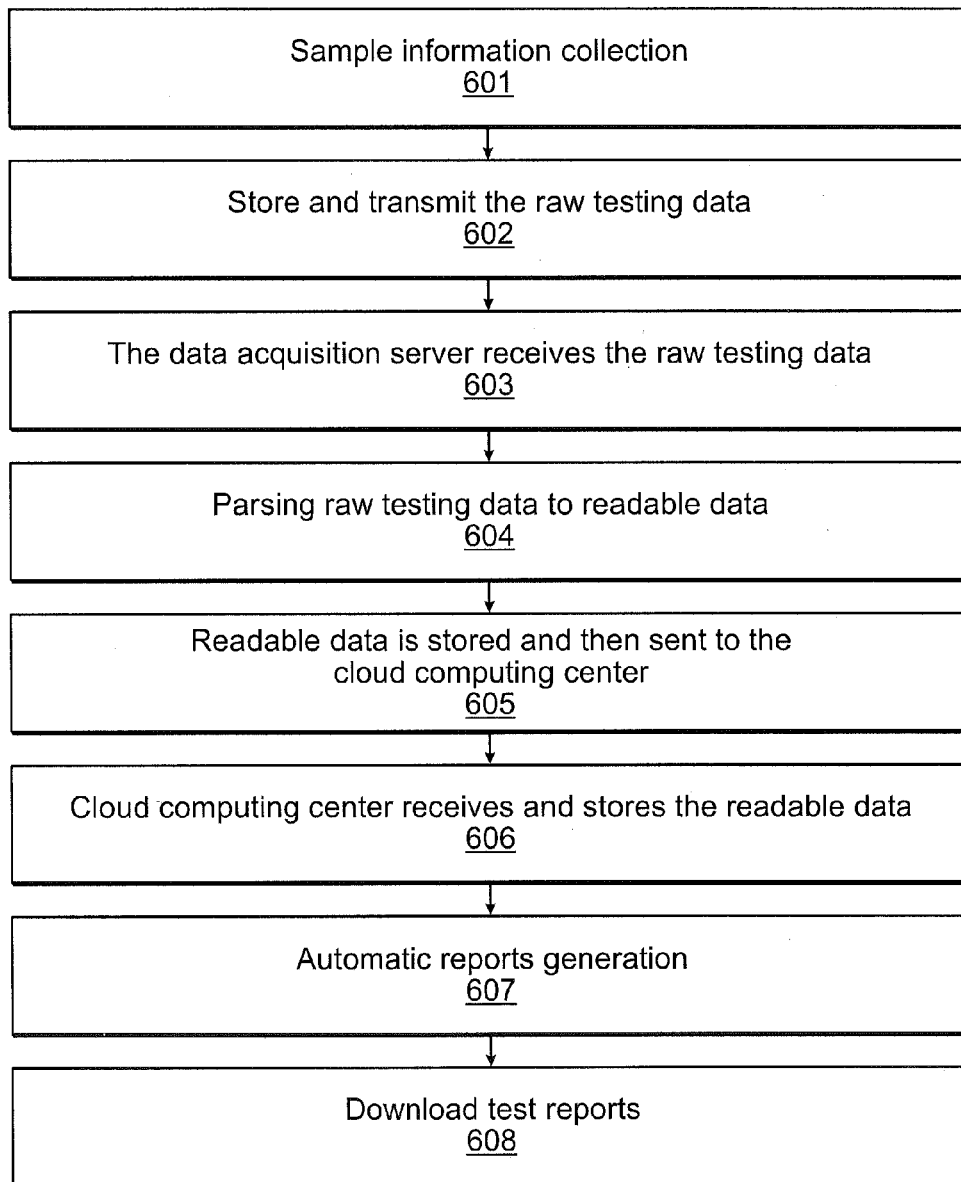 Sample information collection
601
Store and transmit the raw testing data
602
The data acquisition server receives the raw testing data
603
Parsing raw testing data to readable data
604
Readable data is stored and then sent to the
cloud computing center
605
Cloud computing center receives and stores the readable data
606
Automatic reports generation
607
Download test reports
608